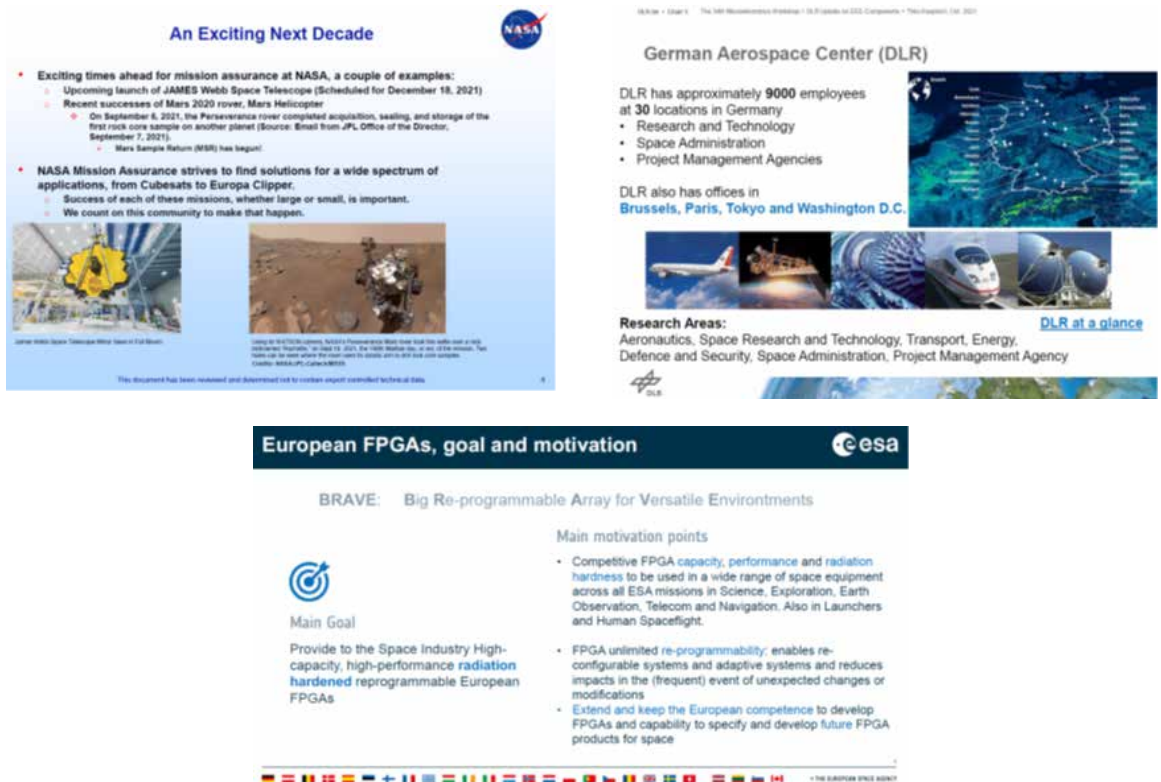 An Exciting Next Decade
NASA
Exciting times ahead for mission assurance at NASA, a couple of examples:
Upcoming launch of JAMES Webb Space Telescope (Scheduled for December 18, 2021)
Recent successes of Mars 2020 rover, Mars Helicopter
On September 6, 2021, the Perseverance rover completed acquisition, sealing, and storage of the
first rock core sample on another planet (Source: Email from JPL Office of the Director,
September 7, 2021).
Mars Sample Return (MSR) has begun!
NASA Mission Assurance strives to find solutions for a wide spectrum of
applications, from Cubesats to Europa Clipper.
Success of each of these missions, whether large or small, is important.
We count on this community to make that happen.
This document has been reviewed and determined not to contain export controlled technical data
German Aerospace Center (DLR)
DLR has approximately 9000 employees
at 30 locations in Germany
• Research and Technology
• Space Administration
• Project Management Agencies
DLR also has offices in
Brussels, Paris, Tokyo and Washington D.C.
Research Areas:
DLR at a glance
Aeronautics, Space Research and Technology, Transport, Energy,
Defence and Security, Space Administration, Project Management Agency
DLR
European FPGAs, goal and motivation
esa
BRAVE: Big Re-programmable Array for Versatile Environtments
Main Goal
Provide to the Space Industry High-
capacity, high-performance radiation
hardened reprogrammable European
FPGAs
Main motivation points
• Competitive FPGA capacity, performance and radiation
hardness to be used in a wide range of space equipment
across all ESA missions in Science, Exploration, Earth
Observation, Telecom and Navigation. Also in Launchers
and Human Spaceflight.
• FPGA unlimited re-programmability: enables re-
configurable systems and adaptive systems and reduces
impacts in the (frequent) event of unexpected changes or
modifications
• Extend and keep the European competence to develop
FPGAs and capability to specify and develop future FPGA
products for space
THE EUROPEAN SPACE AGENCY